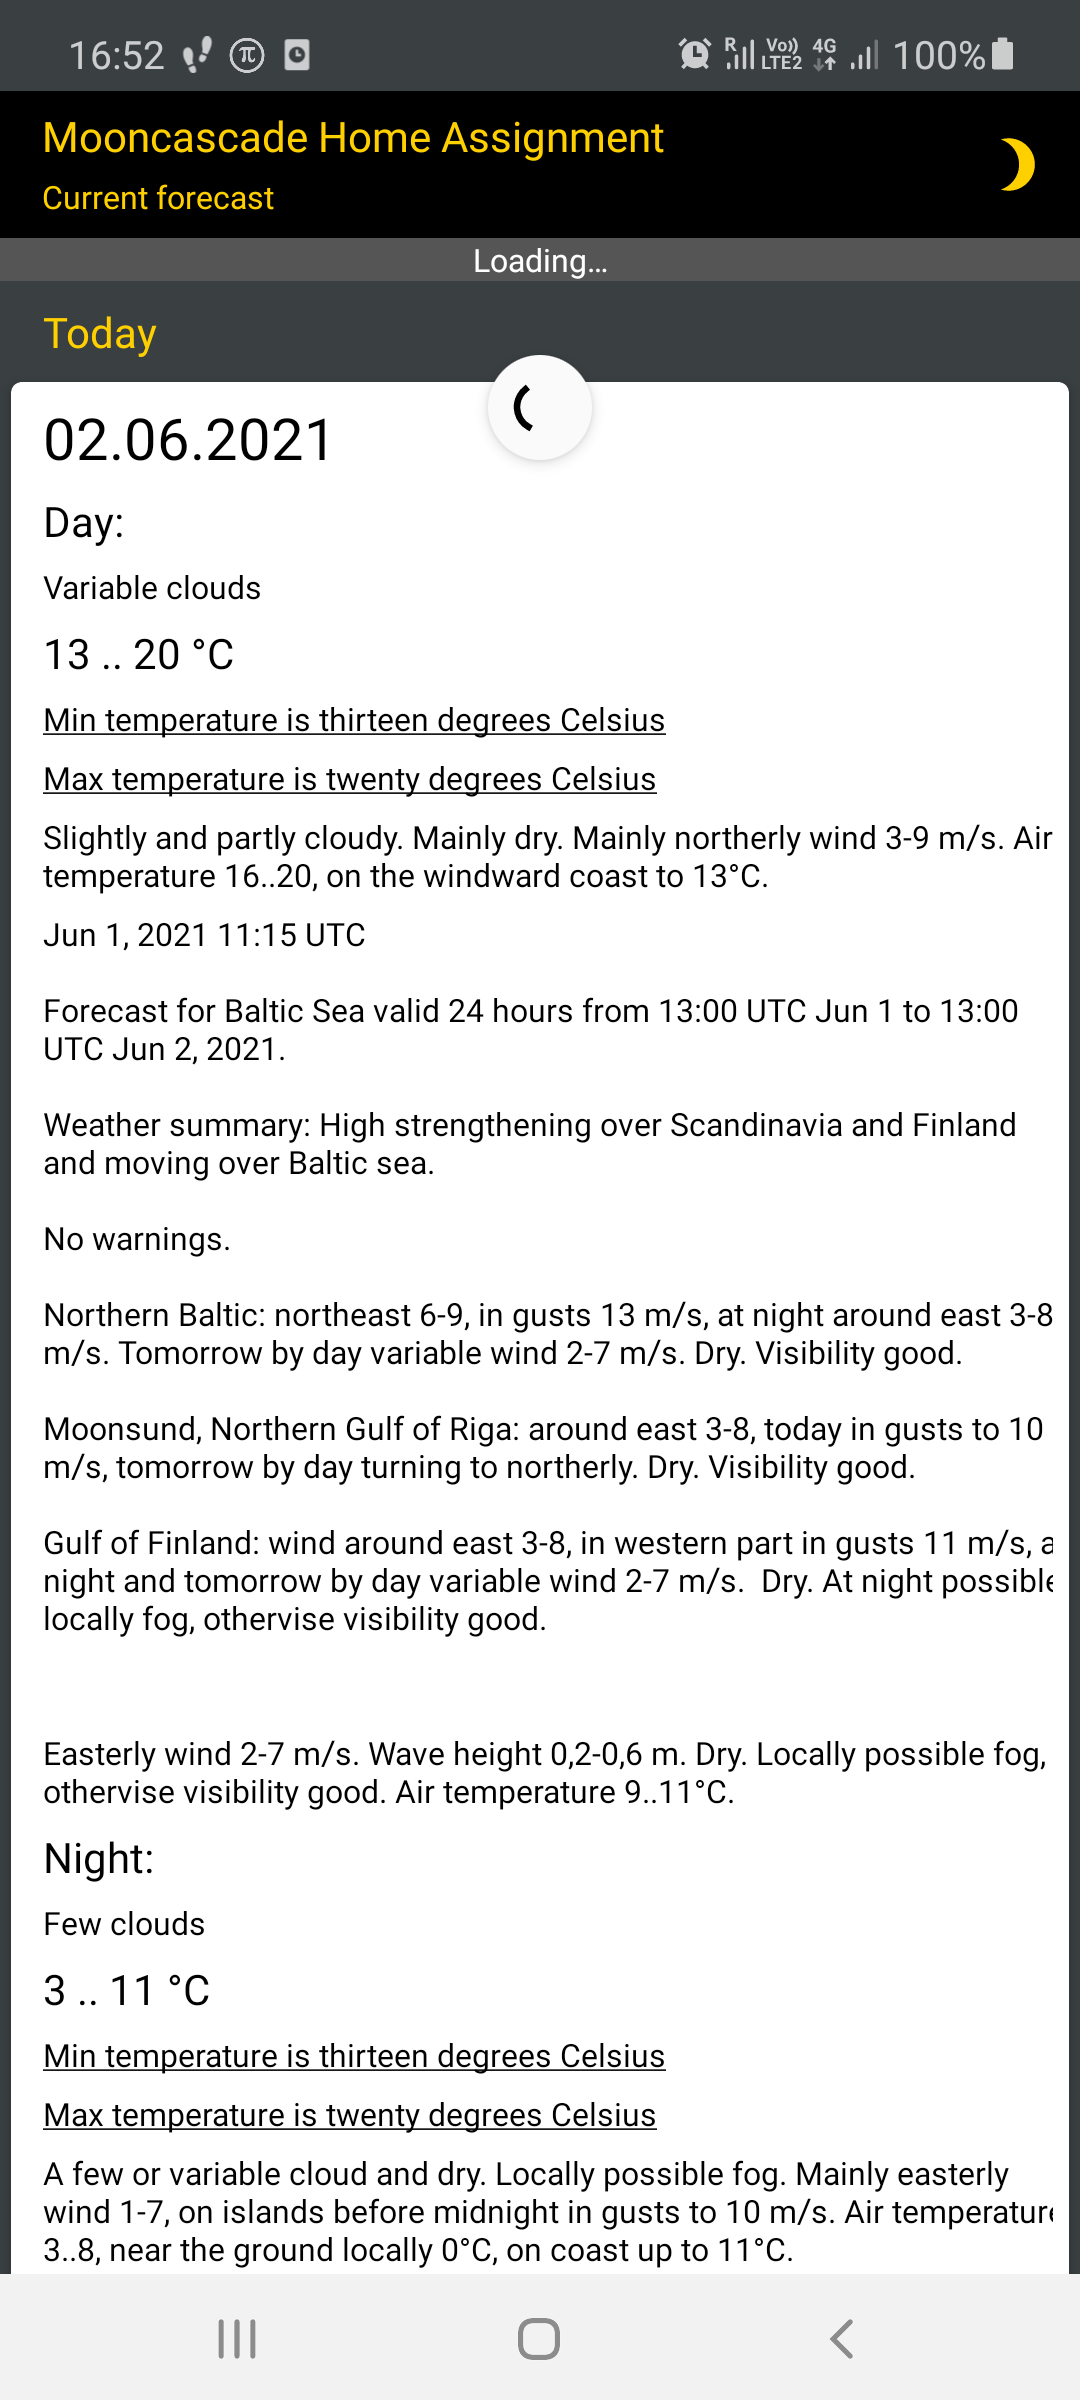 16:52 R Vo)) LTE2 4G 100%
Mooncascade Home Assignment
Current forecast
Loading...
Today
02.06.2021
Day:
Variable clouds
13 .. 20 °C
Min temperature is thirteen degrees Celsius
Max temperature is twenty degrees Celsius
Slightly and partly cloudy. Mainly dry. Mainly northerly wind 3-9 m/s. Air
temperature 16..20, on the windward coast to 13°C.
Jun 1, 2021 11:15 UTC
Forecast for Baltic Sea valid 24 hours from 13:00 UTC Jun 1 to 13:00
UTC Jun 2, 2021.
Weather summary: High strengthening over Scandinavia and Finland
and moving over Baltic sea.
No warnings.
Northern Baltic: northeast 6-9, in gusts 13 m/s, at night around east 3-8
m/s. Tomorrow by day variable wind 2-7 m/s. Dry. Visibility good.
Moonsund, Northern Gulf of Riga: around east 3-8, today in gusts to 10
m/s, tomorrow by day turning to northerly. Dry. Visibility good.
Gulf of Finland: wind around east 3-8, in western part in gusts 11 m/s, a
night and tomorrow by day variable wind 2-7 m/s.  Dry. At night possible
locally fog, othervise visibility good.
Easterly wind 2-7 m/s. Wave height 0,2-0,6 m. Dry. Locally possible fog,
othervise visibility good. Air temperature 9..11°C.
Night:
Few clouds
3 .. 11 °C
Min temperature is thirteen degrees Celsius
Max temperature is twenty degrees Celsius
A few or variable cloud and dry. Locally possible fog. Mainly easterly
wind 1-7, on islands before midnight in gusts to 10 m/s. Air temperature
3..8, near the ground locally 0°C, on coast up to 11°C.